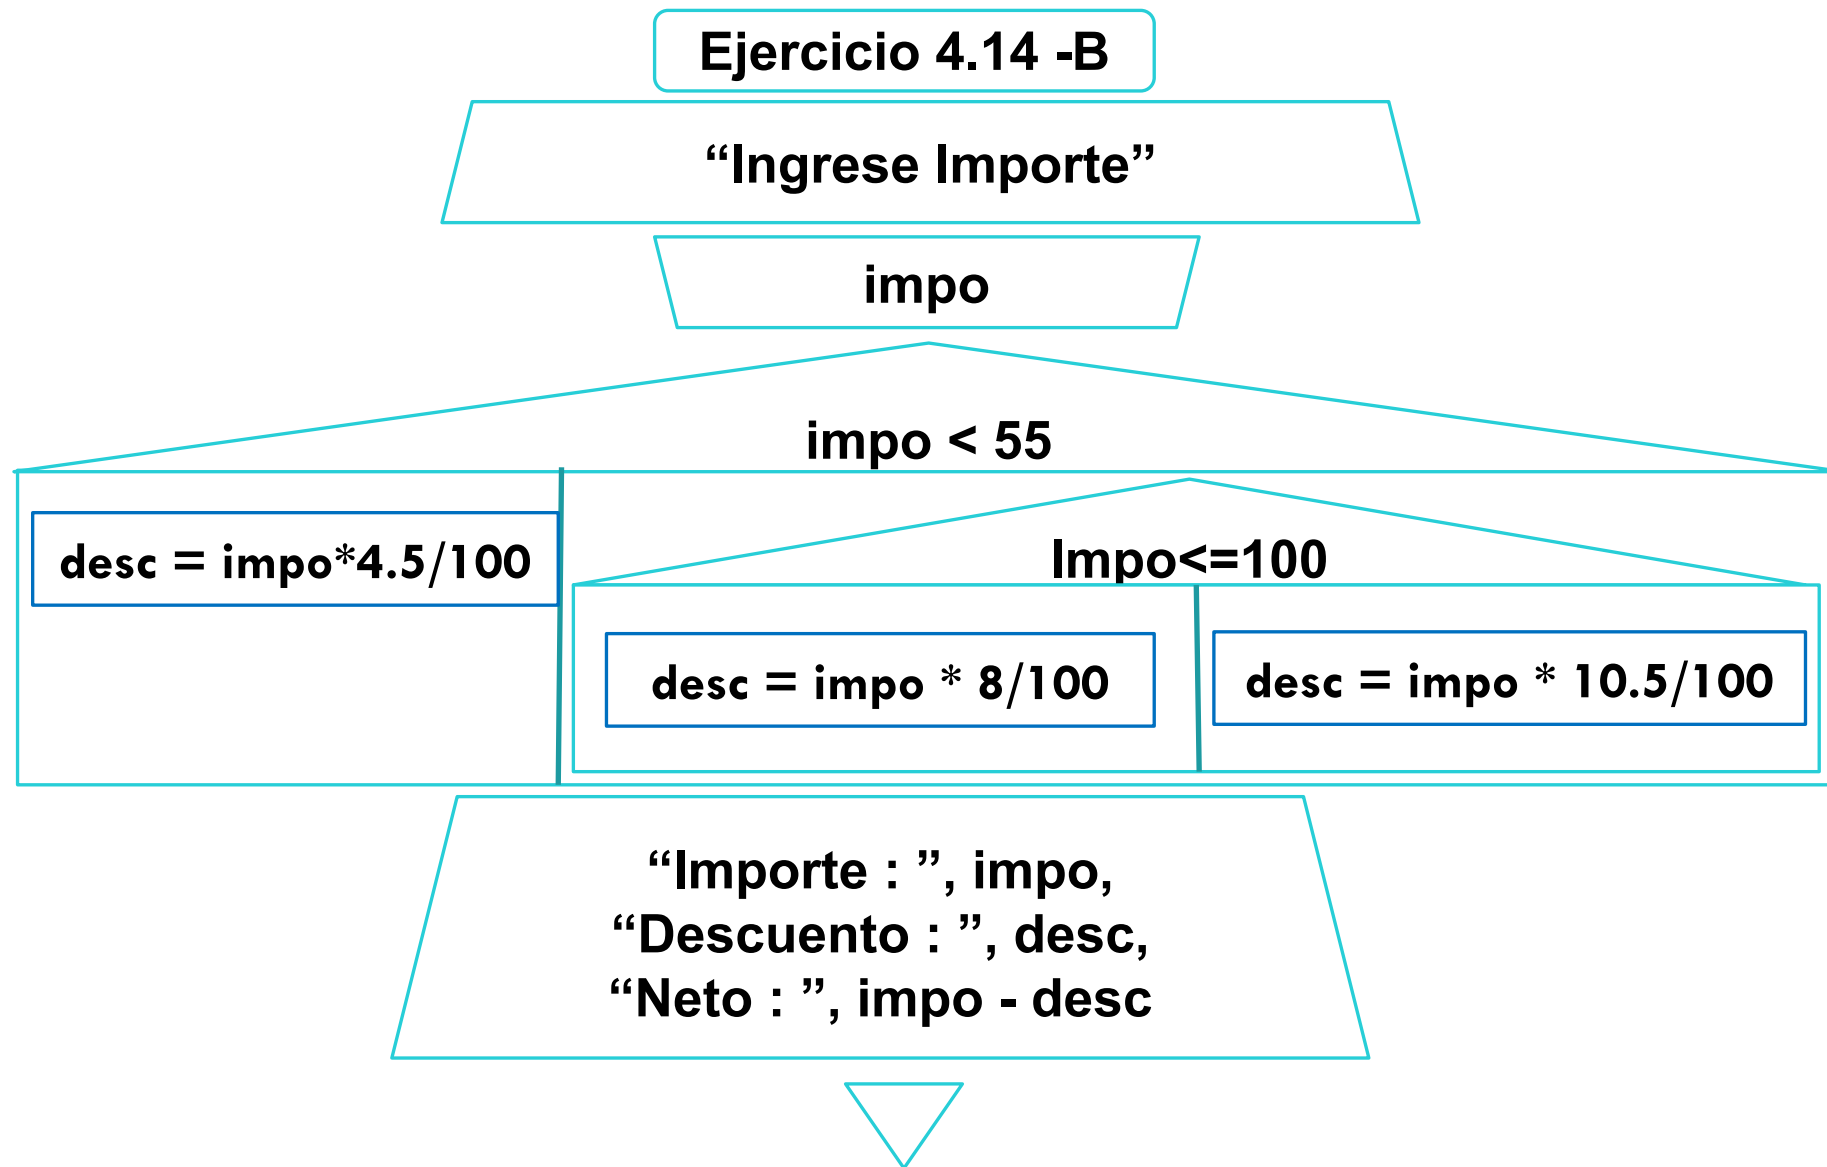 Ejercicio 4.14 -B
“Ingrese Importe”
impo
impo < 55
desc = impo*4.5/100
Impo<=100
desc = impo * 8/100
desc = impo * 10.5/100
“Importe : ”, impo,
“Descuento : ”, desc,
“Neto : ”, impo - desc